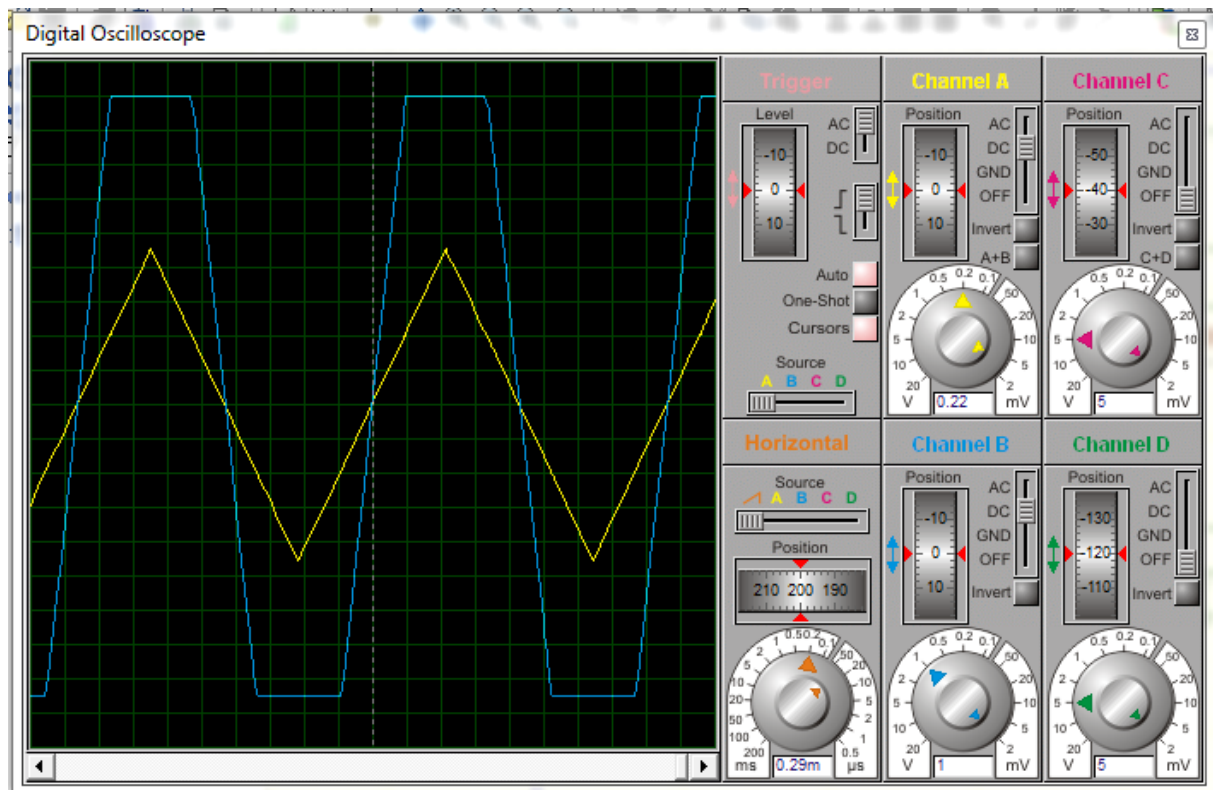 Digital Oscilloscope
Trigger
Level
AC
DC
-10
0
10
Auto
One-Shot
Cursors
Source
A B C D
Channel A
Position
AC
DC
GND
OFF
-10
0
10
Invert
A+B
0.5 0.2 0.1
1 50
2 20
5 10
10 5
20 2
V 0.22 mV
Channel C
Position
AC
DC
GND
OFF
-50
-40
-30
Invert
C+D
0.5 0.2 0.1
1 50
2 20
5 10
10 5
20 2
V 5 mV
Horizontal
Source
A B C D
Position
210 200 190
0.5 0.2 0.1
1
2 50
5 20
10 10
20 5
50 2
100 1
200 0.5
ms 0.29m µs
Channel B
Position
AC
DC
GND
OFF
-10
0
10
Invert
0.5 0.2 0.1
1 50
2 20
5 10
10 5
20 2
V 1 mV
Channel D
Position
AC
DC
GND
OFF
-130
-120
-110
Invert
0.5 0.2 0.1
1 50
2 20
5 10
10 5
20 2
V 5 mV